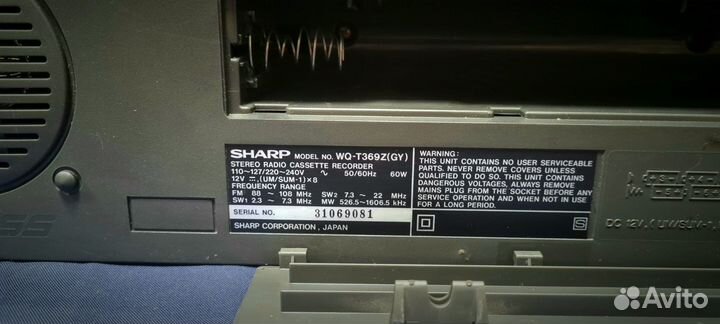 SHARP MODEL NO. WQ-T369Z(GY)
STEREO RADIO CASSETTE RECORDER
110~127/220~240V ∿ 50/60Hz 60W
12V ⎓, (UM/SUM-1)×8
FREQUENCY RANGE
FM 88 ~ 108 MHz SW2 7.3 ~ 22 MHz
SW1 2.3 ~ 7.3 MHz MW 526.5~1606.5 kHz
SERIAL NO. 31069081
SHARP CORPORATION, JAPAN
WARNING:
THIS UNIT CONTAINS NO USER SERVICEABLE
PARTS. NEVER REMOVE COVERS UNLESS
QUALIFIED TO DO SO. THIS UNIT CONTAINS
DANGEROUS VOLTAGES, ALWAYS REMOVE
MAINS PLUG FROM THE SOCKET BEFORE ANY
SERVICE OPERATION AND WHEN NOT IN USE
FOR A LONG PERIOD.
DC 12V, (UM/SUM-1,
SS
Avito